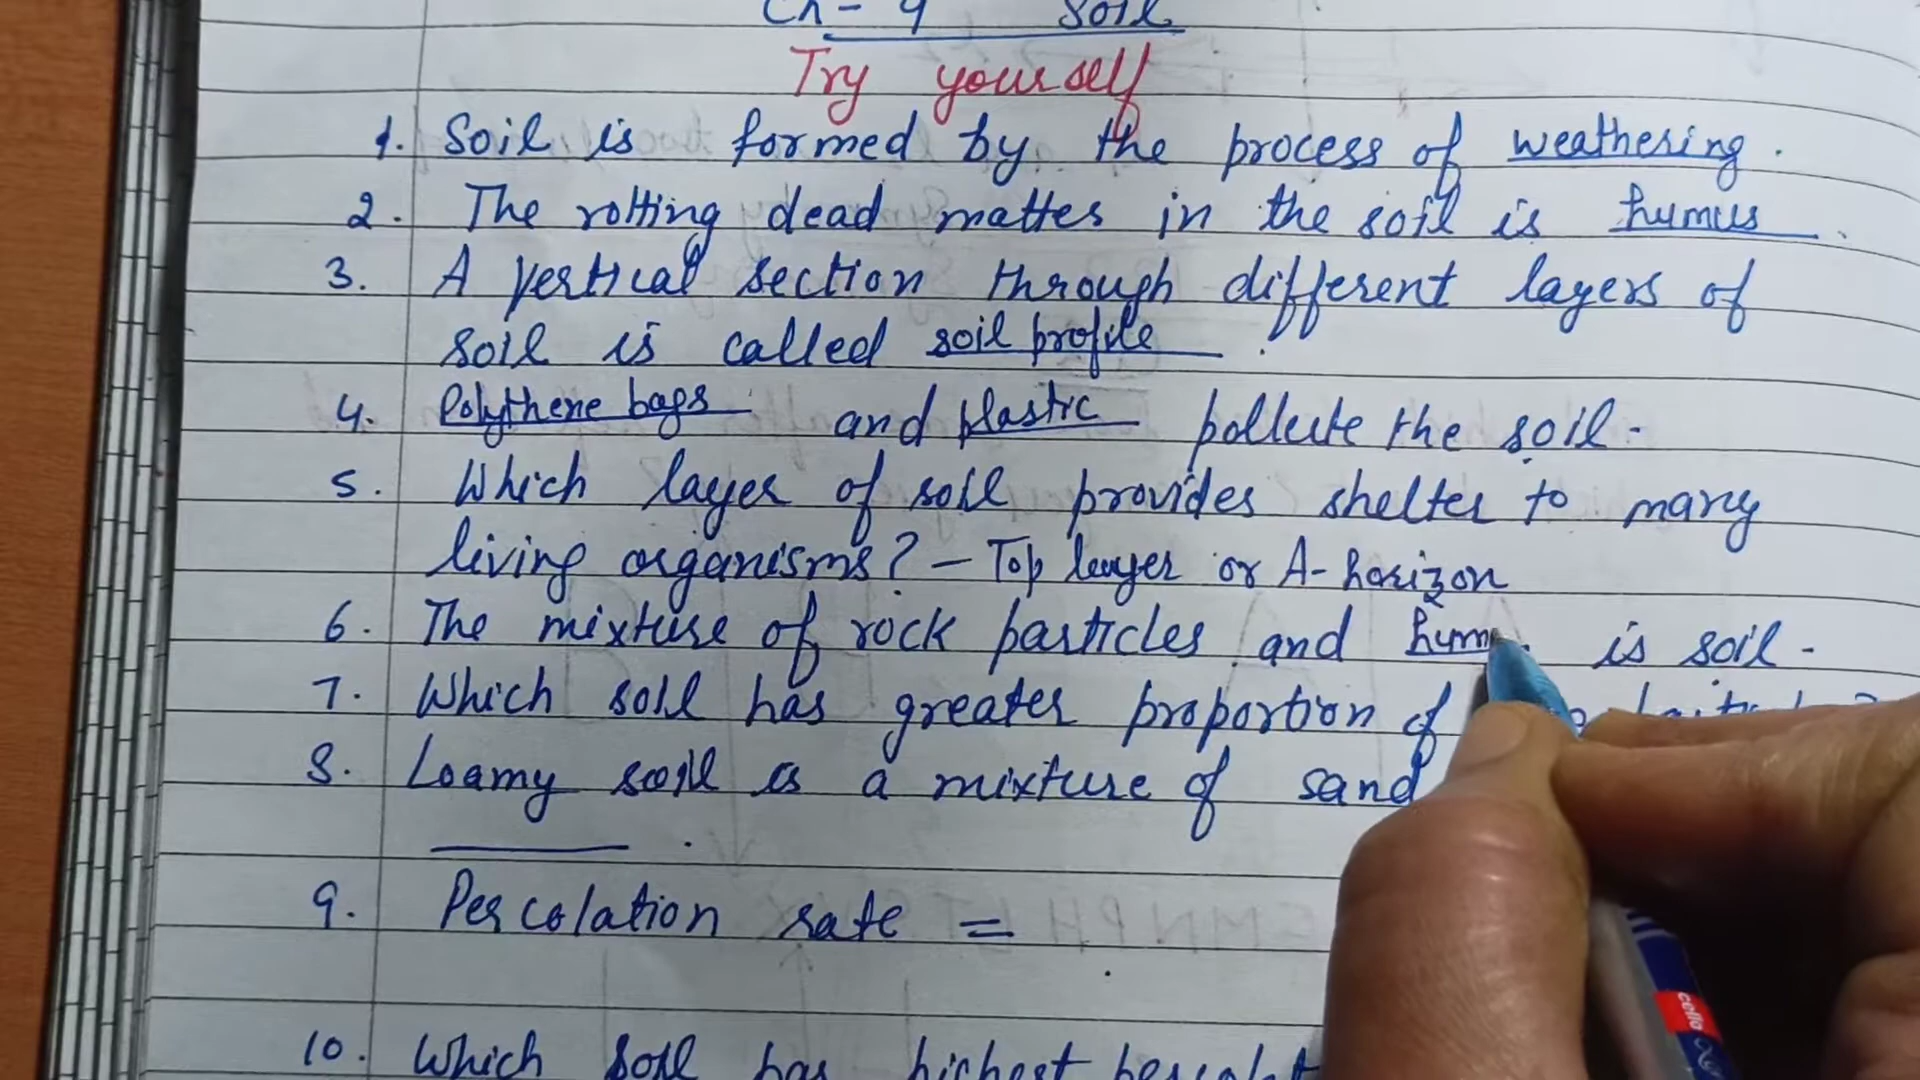 Ch - 9 Soil
Try yourself
1. Soil is formed by the process of weathering.
2. The rotting dead matter in the soil is humus.
3. A vertical section through different layers of
soil is called soil profile.
4. Polythene bags and plastic pollute the soil.
5. Which layer of soil provides shelter to many
living organisms? - Top layer or A-horizon
6. The mixture of rock particles and hum is soil.
7. Which soil has greater proportion of
8. Loamy soil is a mixture of sand
.
9. Percolation rate =
10. Which soil has highest
cello